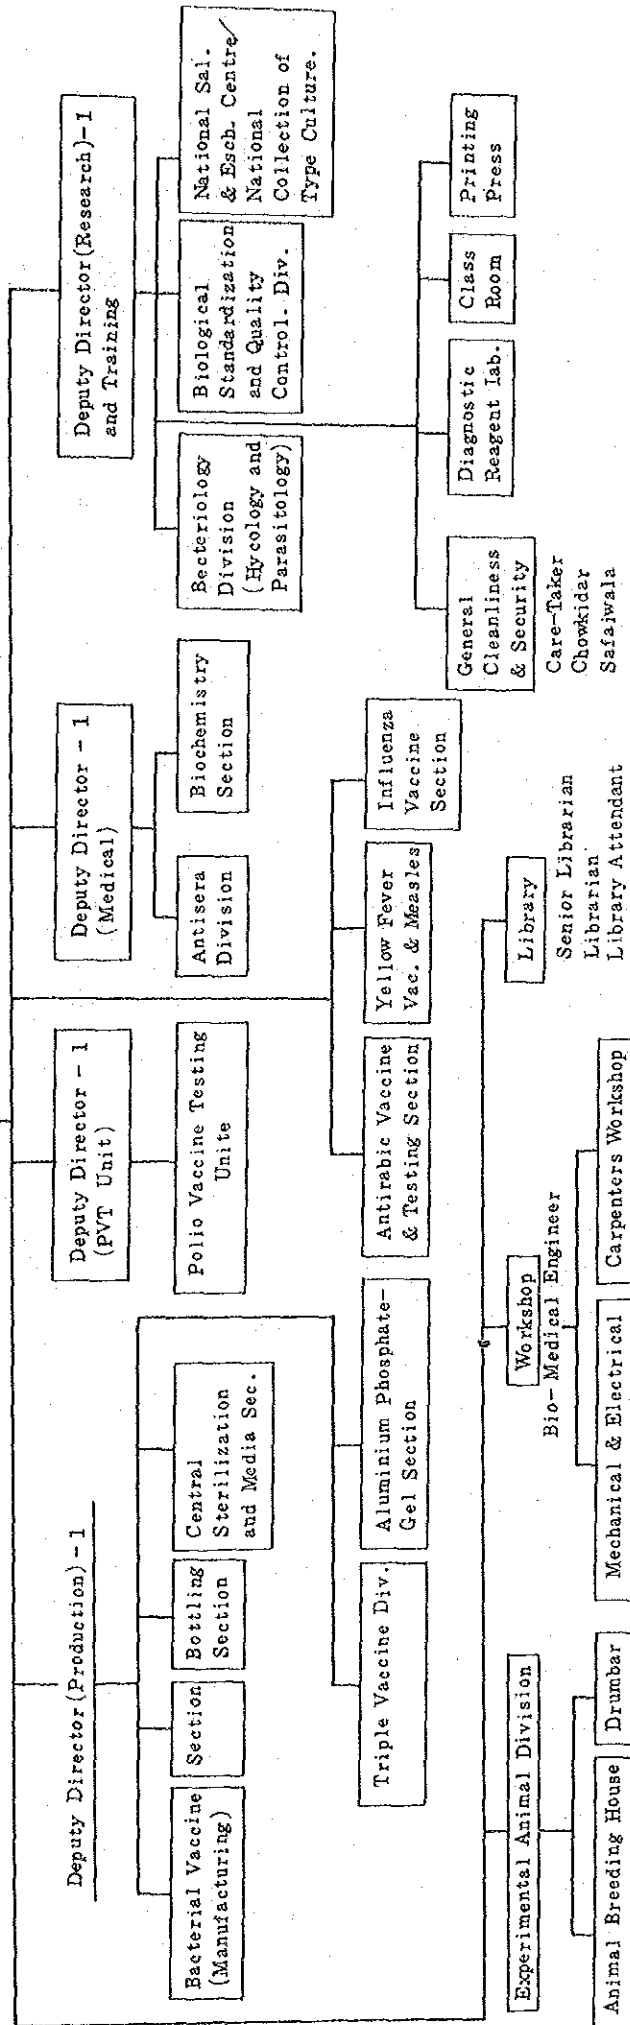 Deputy Director(Production)-1
Bacterial Vaccine
(Manufacturing)
Section
Bottling
Section
Central
Sterilization
and Media Sec.
Triple Vaccine Div.
Aluminium Phosphate-
Gel Section
Deputy Director - 1
(PVT Unit)
Polio Vaccine Testing
Unite
Deputy Director - 1
(Medical)
Antisera
Division
Biochemistry
Section
Antirabic Vaccine
& Testing Section
Yellow Fever
Vac. & Measles
Influenza
Vaccine
Section
Deputy Director(Research)-1
and Training
Becteriology
Division
(Hycology and
Parasitology)
Biological
Standardization
and Quality
Control. Div.
National Sal.
& Esch. Centre/
National
Collection of
Type Culture.
General
Cleanliness
& Security
Care-Taker
Chowkidar
Safaiwala
Diagnostic
Reagent lab.
Class
Room
Printing
Press
Experimental Animal Division
Animal Breeding House
Drumbar
Workshop
Bio-Medical Engineer
Mechanical & Electrical
Carpenters Workshop
Library
Senior Librarian
Librarian
Library Attendant